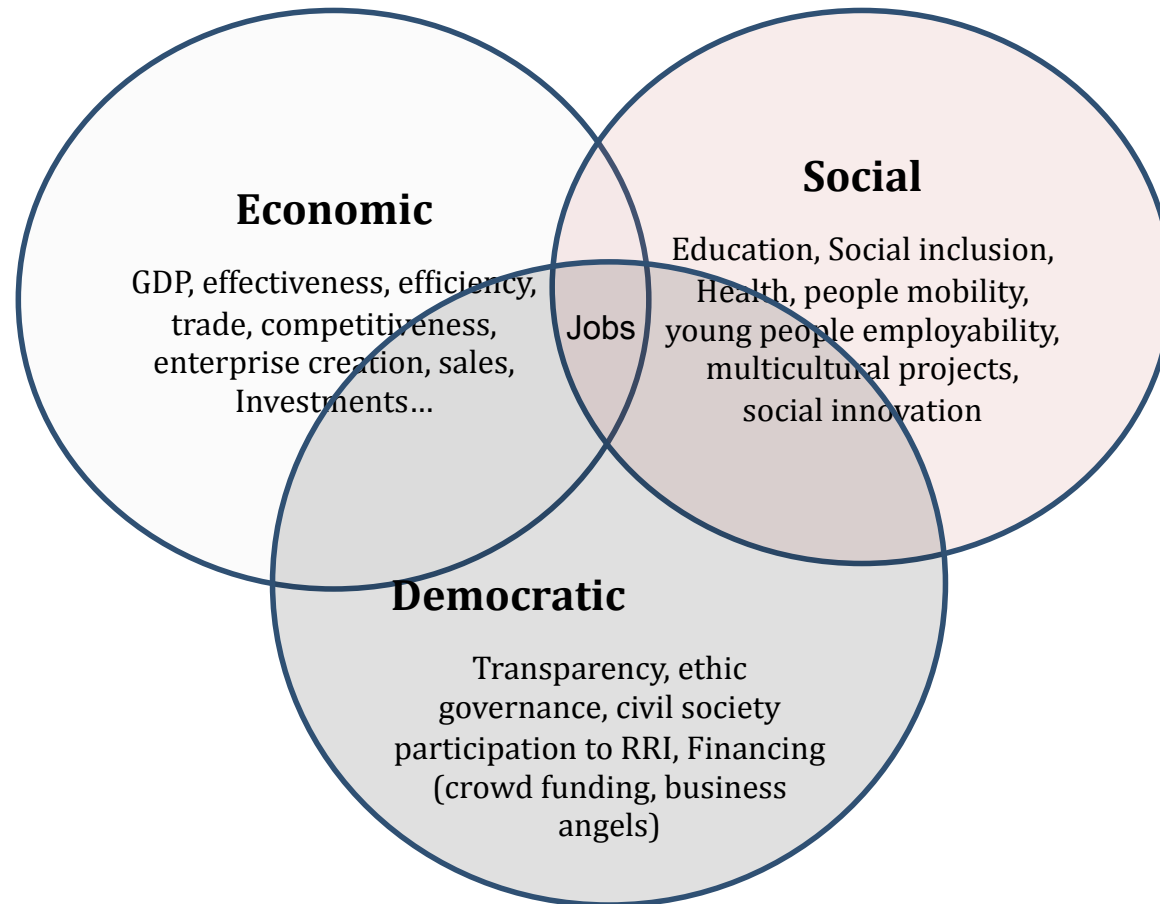 Economic
GDP, effectiveness, efficiency,
trade, competitiveness,
enterprise creation, sales,
Investments…
Jobs
Social
Education, Social inclusion,
Health, people mobility,
young people employability,
multicultural projects,
social innovation
Democratic
Transparency, ethic
governance, civil society
participation to RRI, Financing
(crowd funding, business
angels)